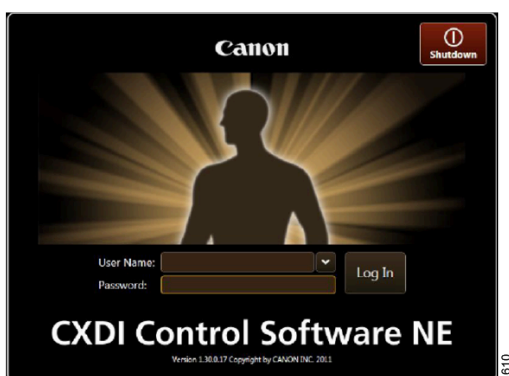 Canon
Shutdown
User Name:
Password:
Log In
CXDI Control Software NE
Version 1.30.0.17 Copyright by CANON INC. 2011
610